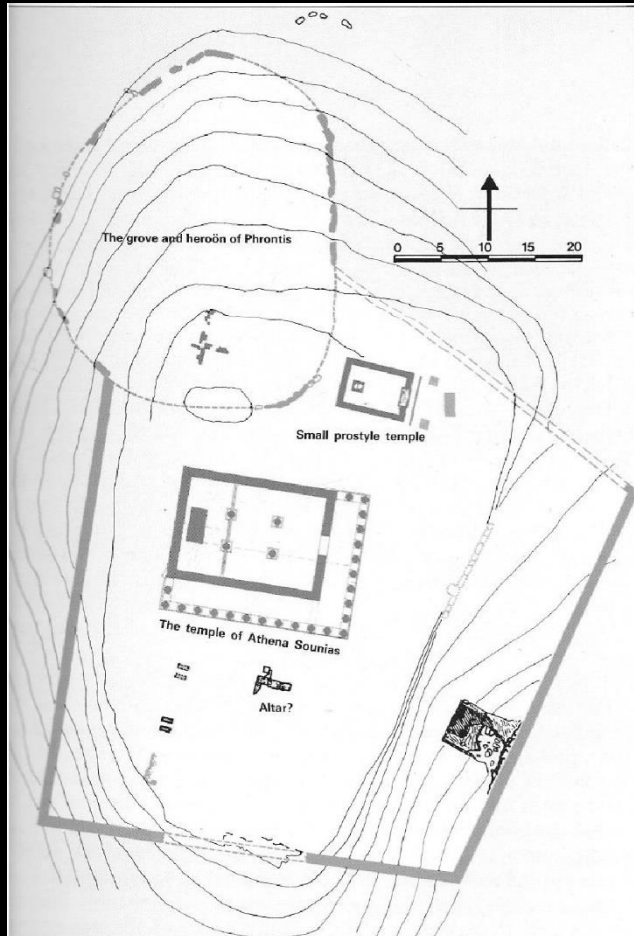 The grove and heroön of Phrontis
0 5 10 15 20
Small prostyle temple
The temple of Athena Sounias
Altar?